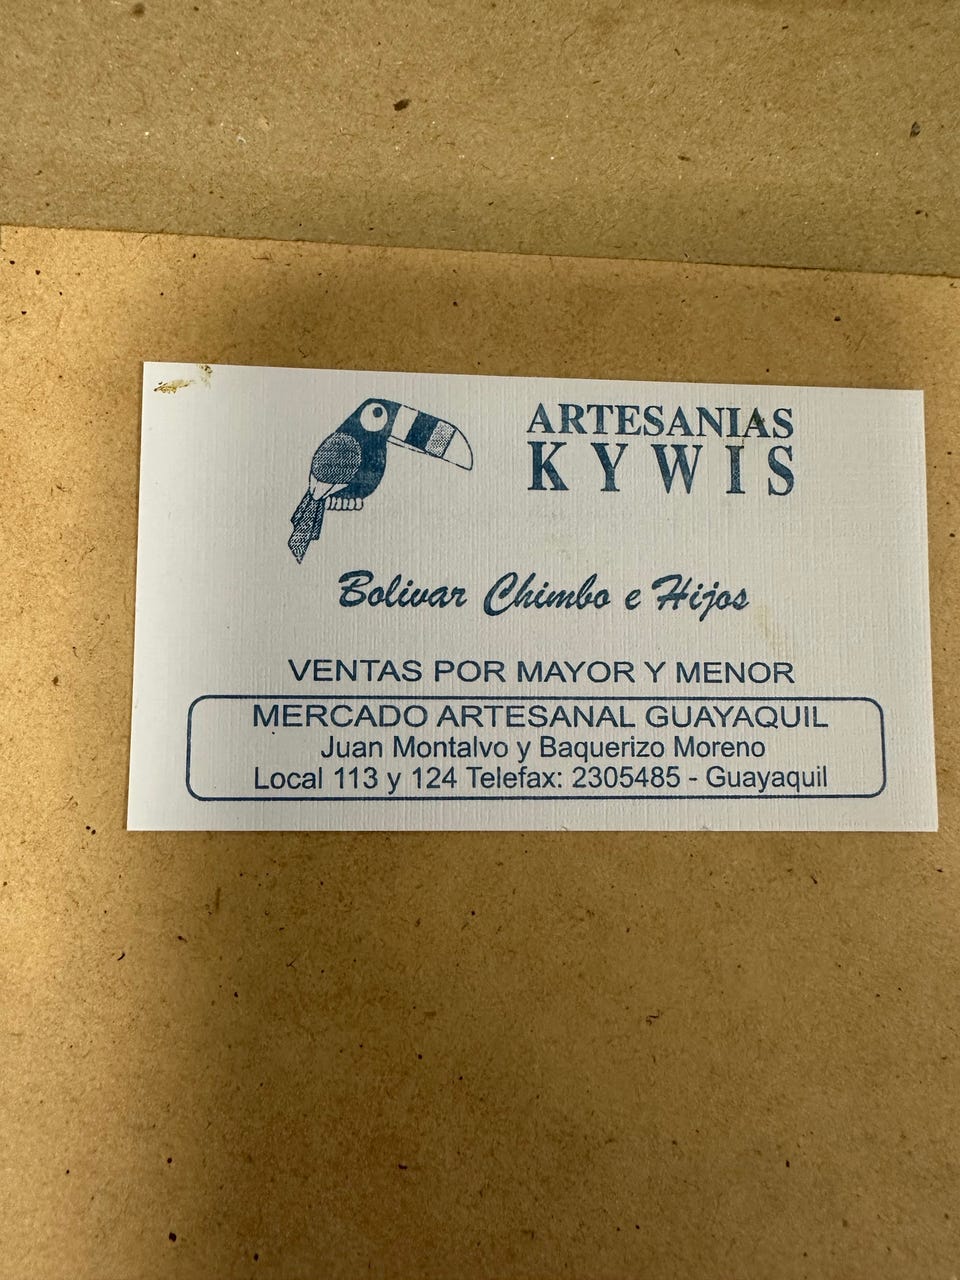 ARTESANIAS
KYWIS
Bolivar Chimbo e Hijos
VENTAS POR MAYOR Y MENOR
MERCADO ARTESANAL GUAYAQUIL
Juan Montalvo y Baquerizo Moreno
Local 113 y 124 Telefax: 2305485 - Guayaquil